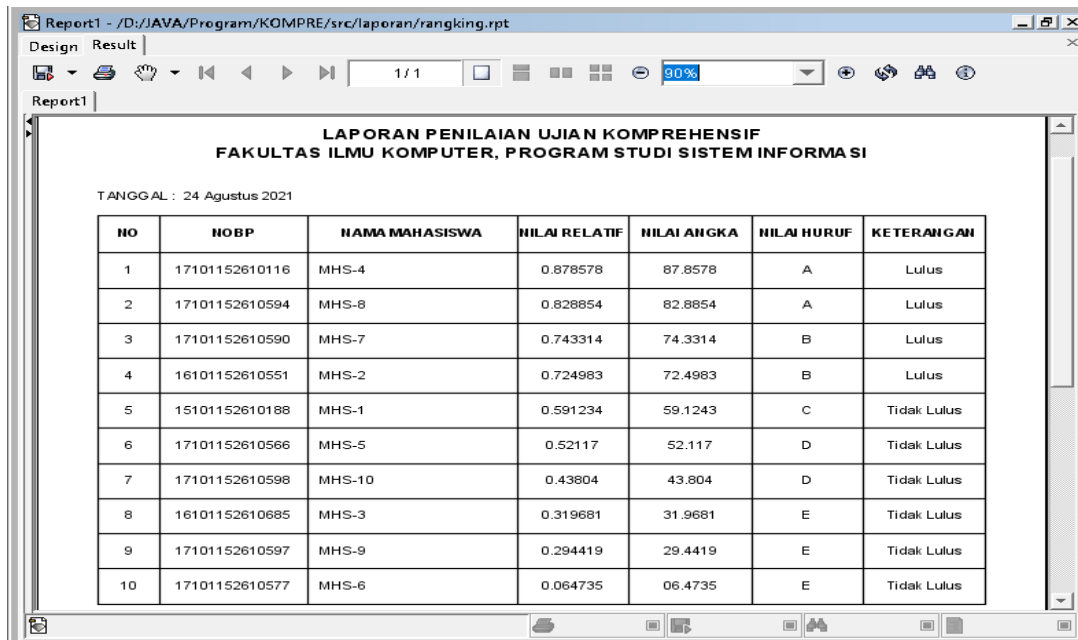 Report1 - /D:/JAVA/Program/KOMPRE/src/laporan/rangking.rpt
Design Result
1/1 90%
Report1
LAPORAN PENILAIAN UJIAN KOMPREHENSIF
FAKULTAS ILMU KOMPUTER, PROGRAM STUDI SISTEM INFORMASI
TANGGAL : 24 Agustus 2021
NO NOBP NAMA MAHASISWA NILAI RELATIF NILAI ANGKA NILAI HURUF KETERANGAN
1 17101152610116 MHS-4 0.878578 87.8578 A Lulus
2 17101152610594 MHS-8 0.828854 82.8854 A Lulus
3 17101152610590 MHS-7 0.743314 74.3314 B Lulus
4 16101152610551 MHS-2 0.724983 72.4983 B Lulus
5 15101152610188 MHS-1 0.591234 59.1243 C Tidak Lulus
6 17101152610566 MHS-5 0.52117 52.117 D Tidak Lulus
7 17101152610598 MHS-10 0.43804 43.804 D Tidak Lulus
8 16101152610685 MHS-3 0.319681 31.9681 E Tidak Lulus
9 17101152610597 MHS-9 0.294419 29.4419 E Tidak Lulus
10 17101152610577 MHS-6 0.064735 06.4735 E Tidak Lulus